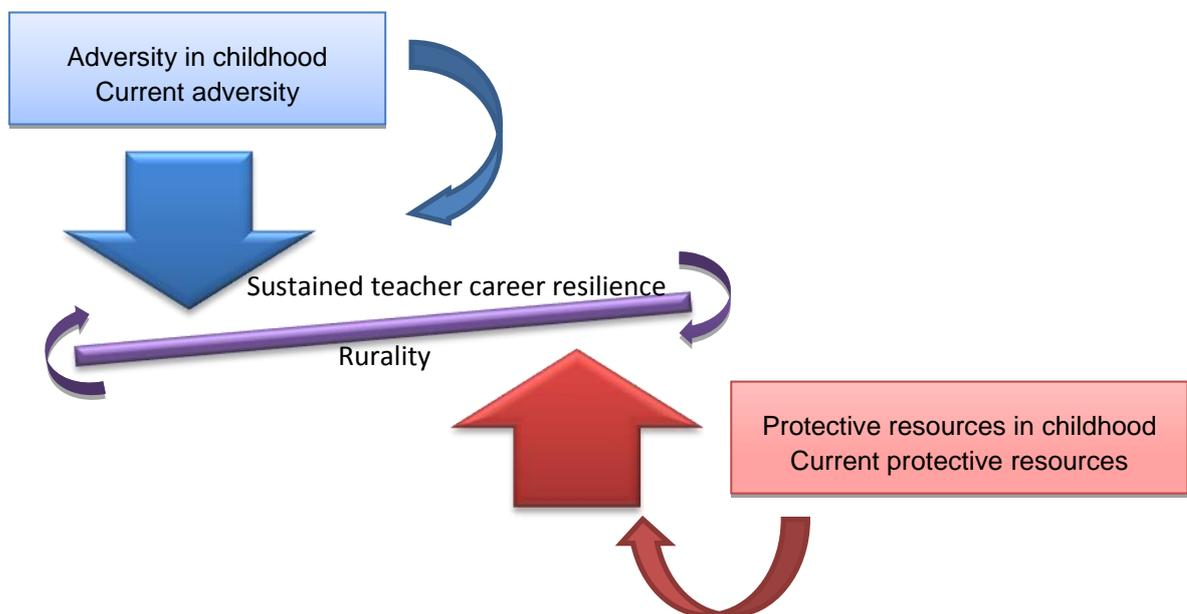 Adversity in childhood
Current adversity
Sustained teacher career resilience
Rurality
Protective resources in childhood
Current protective resources